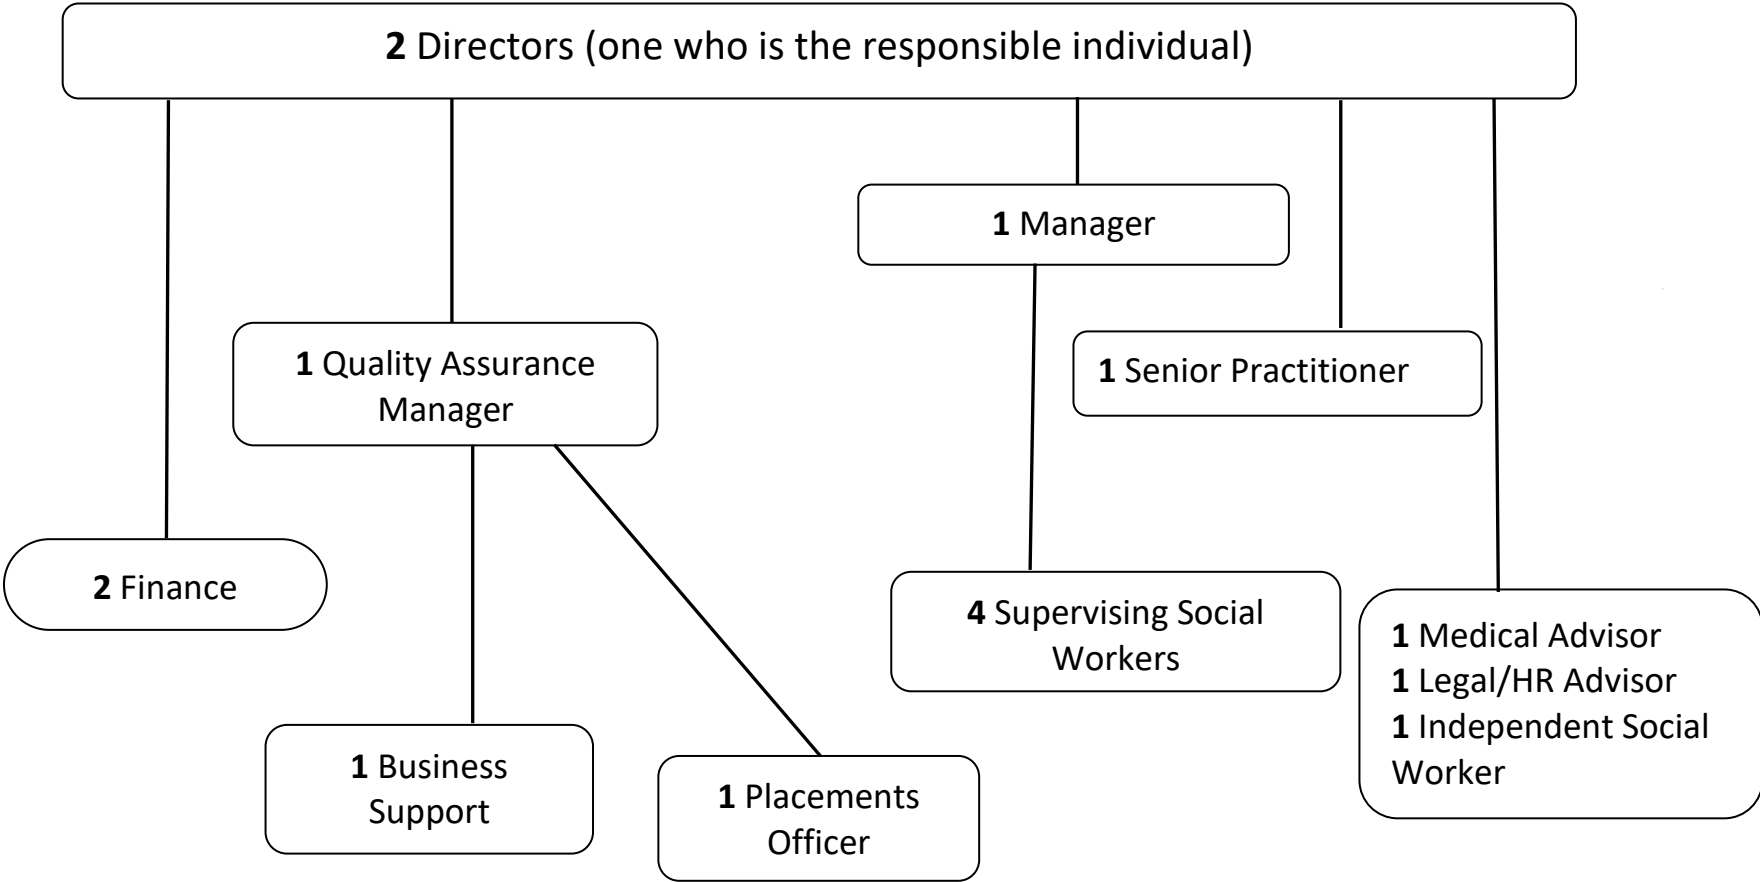 2 Directors (one who is the responsible individual)
1 Manager
1 Quality Assurance
Manager
1 Senior Practitioner
2 Finance
4 Supervising Social
Workers
1 Medical Advisor
1 Legal/HR Advisor
1 Independent Social
Worker
1 Business
Support
1 Placements
Officer